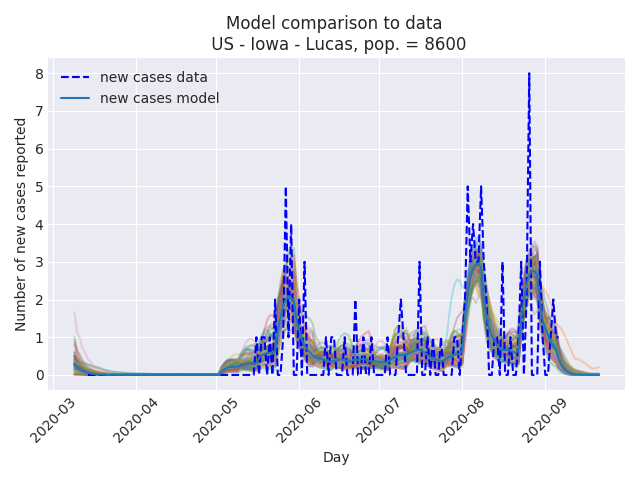 Model comparison to data
US - Iowa - Lucas, pop. = 8600
new cases data
new cases model
Number of new cases reported
8
7
6
5
4
3
2
1
0
2020-03
2020-04
2020-05
2020-06
2020-07
2020-08
2020-09
Day